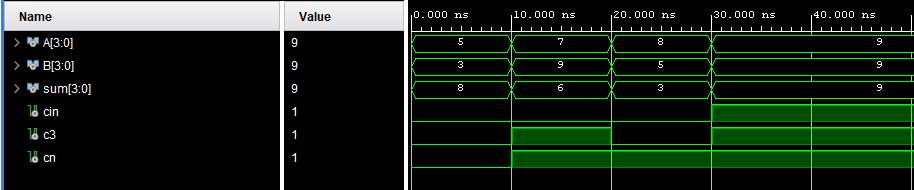 Name Value 0.000 ns 10.000 ns 20.000 ns 30.000 ns 40.000 ns
A[3:0] 9 5 7 8 9
B[3:0] 9 3 9 5 9
sum[3:0] 9 8 6 3 9
cin 1
c3 1
cn 1